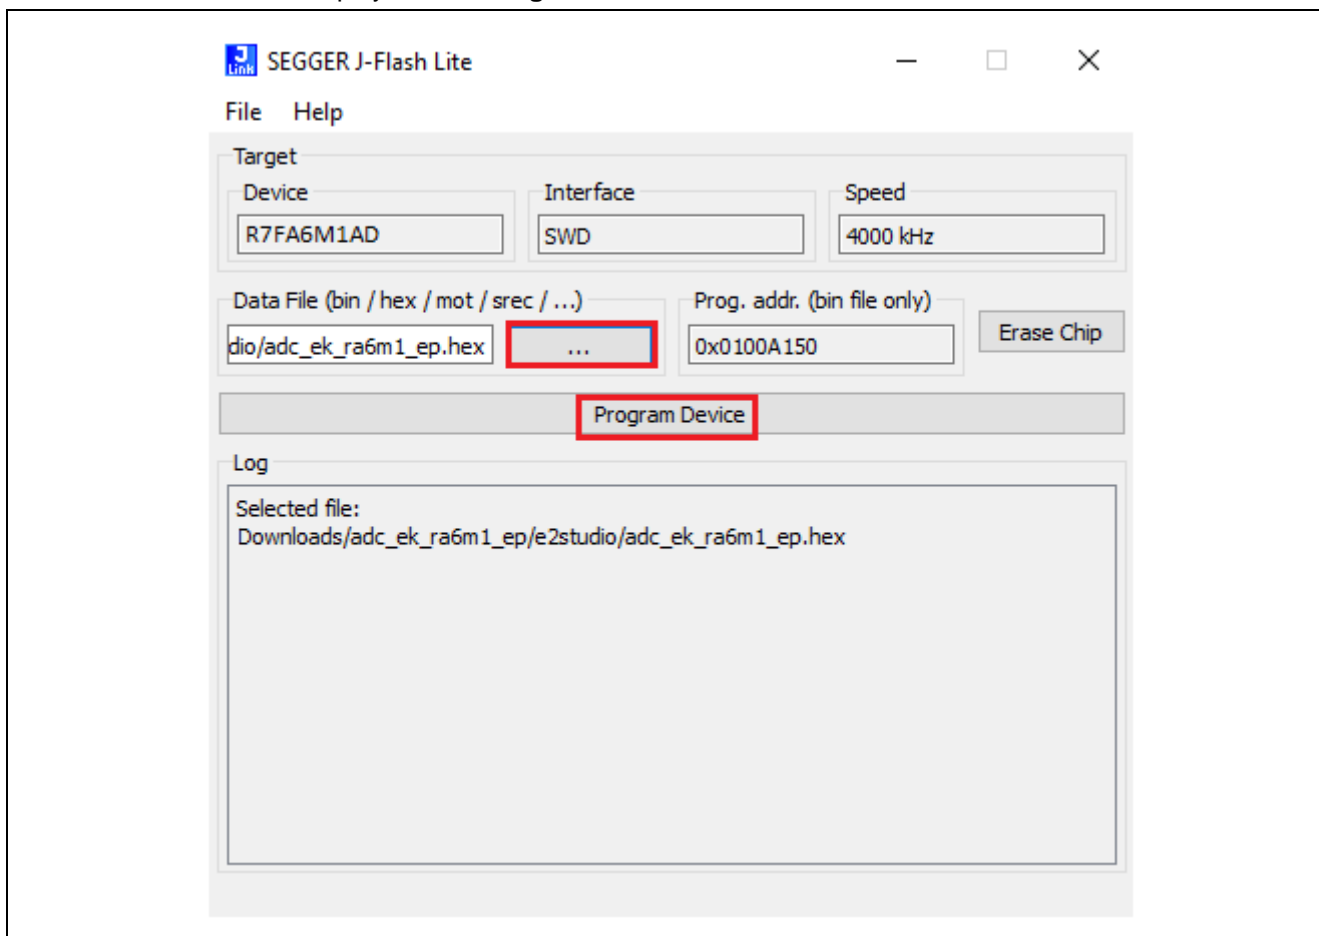 J
Link
SEGGER J-Flash Lite
File Help
Target
Device
Interface
Speed
R7FA6M1AD
SWD
4000 kHz
Data File (bin / hex / mot / srec / ...)
Prog. addr. (bin file only)
dio/adc_ek_ra6m1_ep.hex
...
0x0100A150
Erase Chip
Program Device
Log
Selected file:
Downloads/adc_ek_ra6m1_ep/e2studio/adc_ek_ra6m1_ep.hex